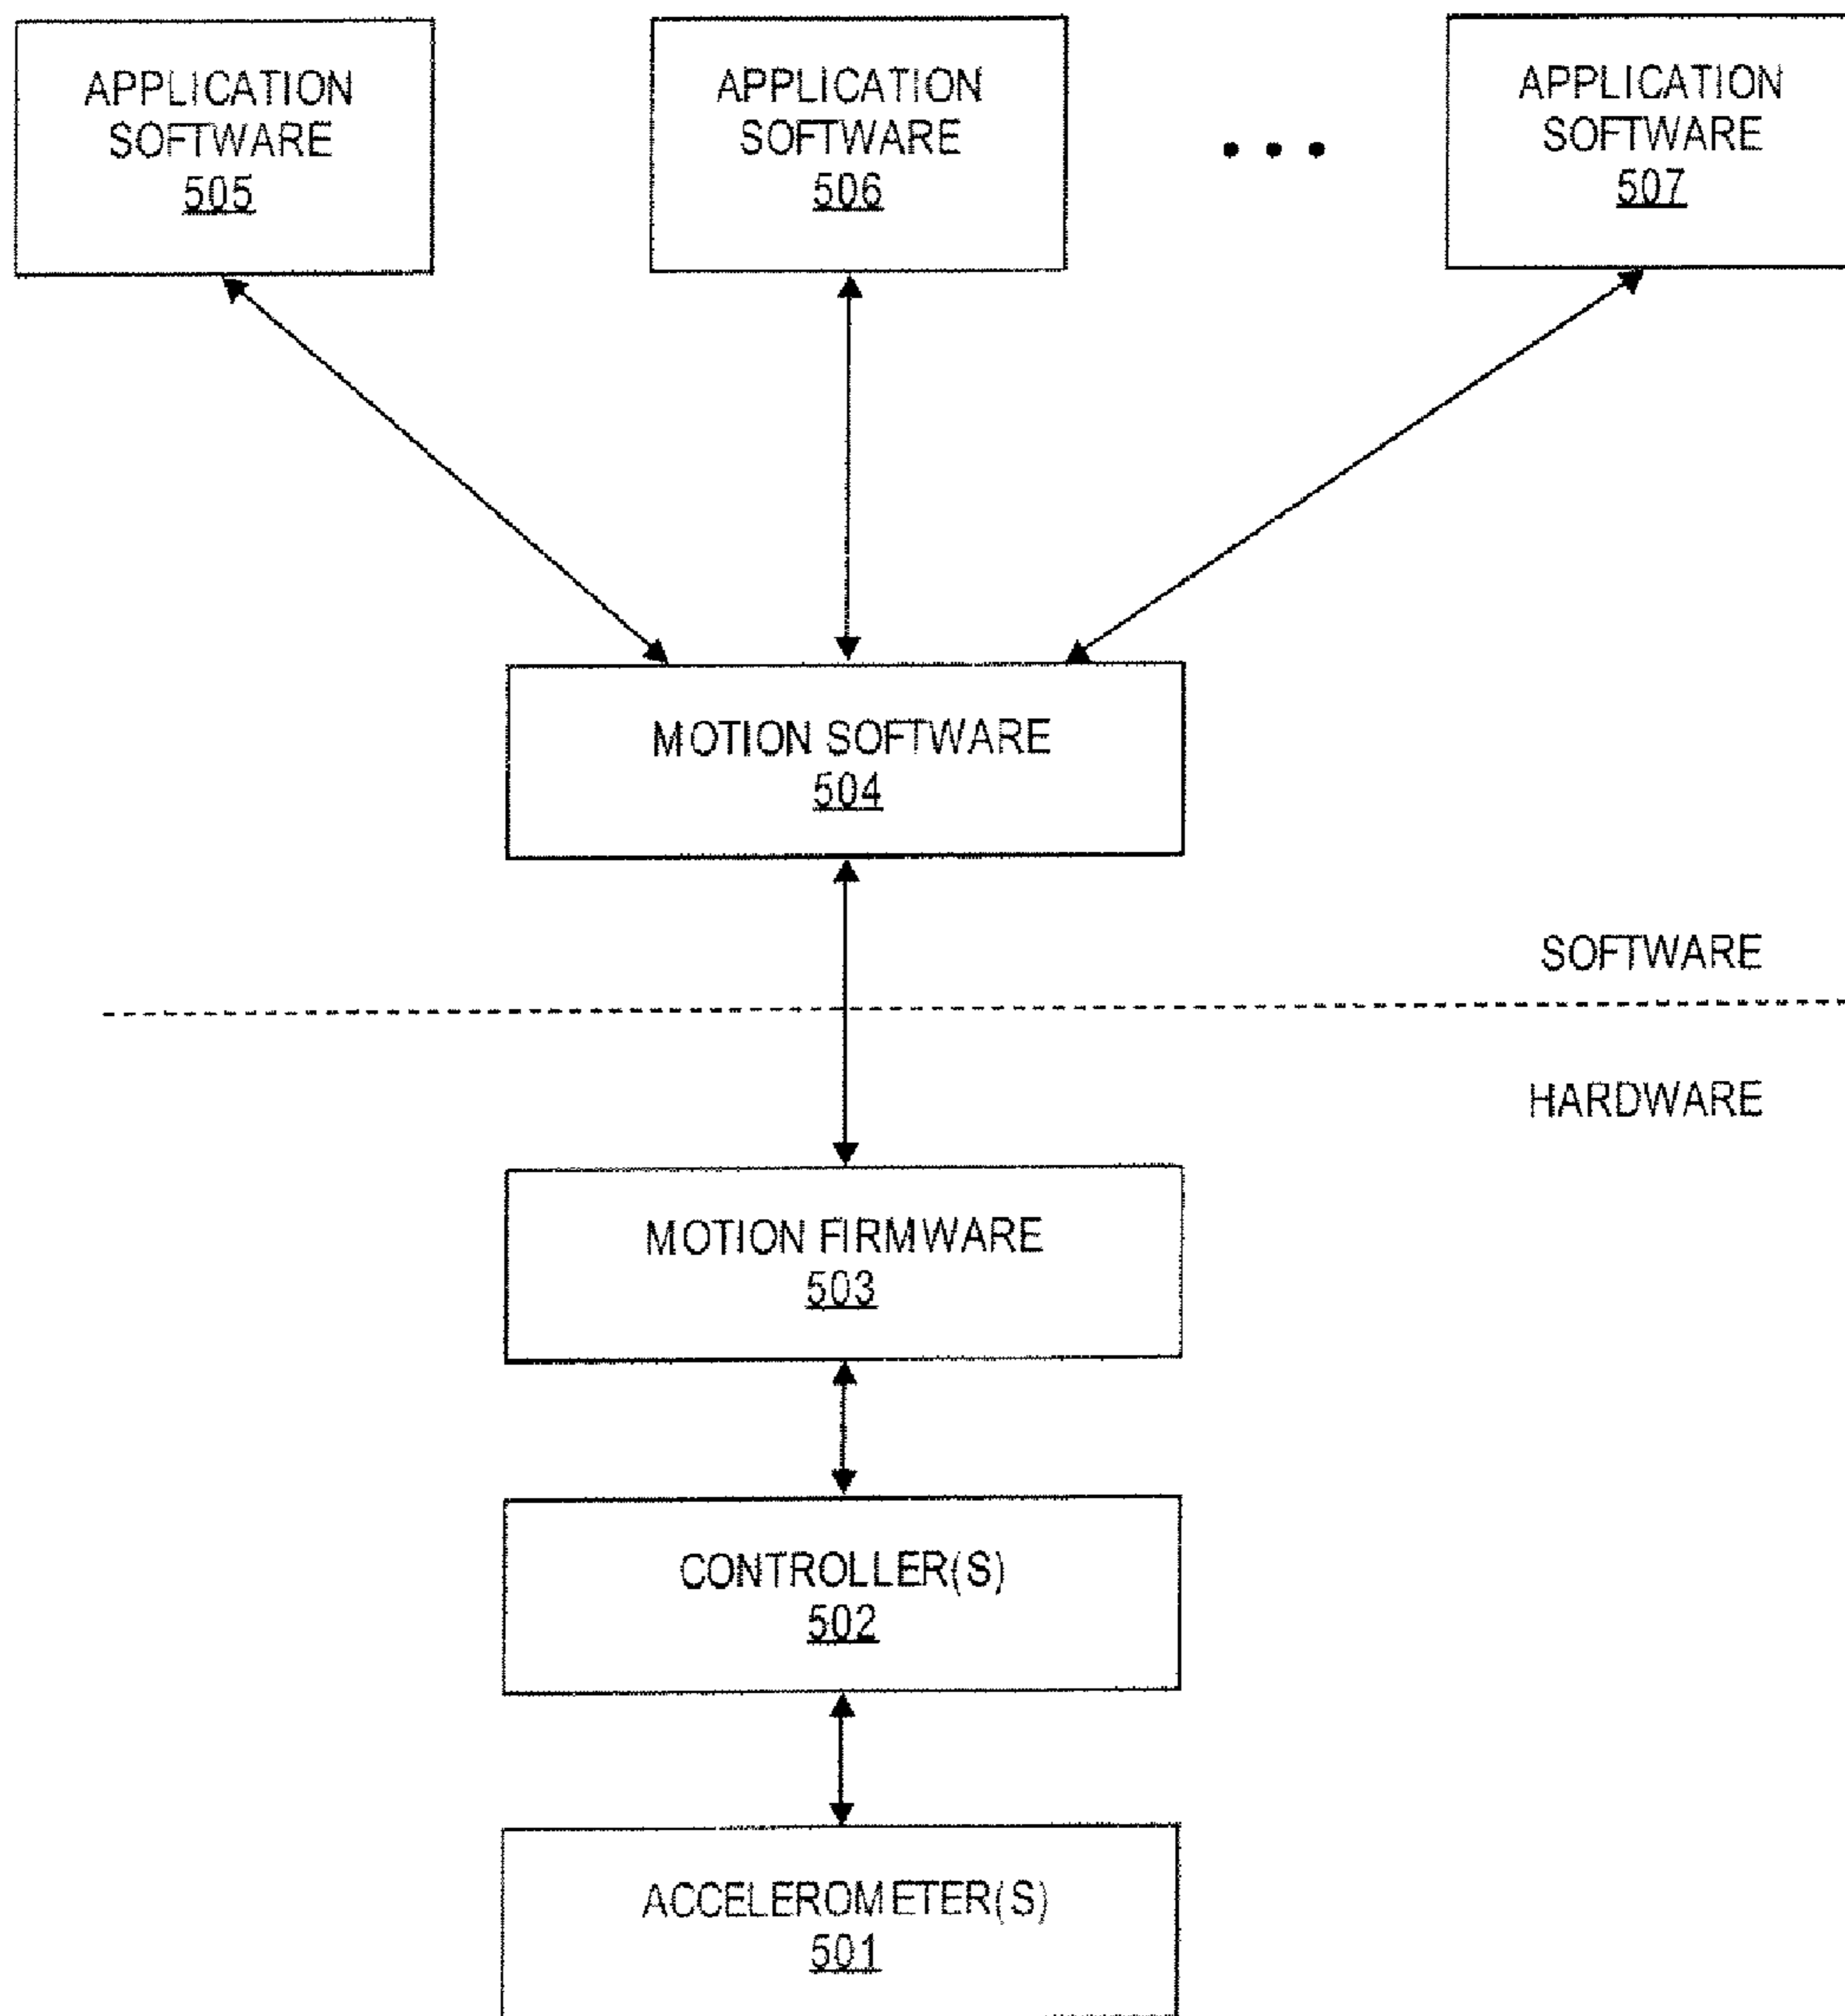 APPLICATION
SOFTWARE
505
APPLICATION
SOFTWARE
506
APPLICATION
SOFTWARE
507
MOTION SOFTWARE
504
SOFTWARE
HARDWARE
MOTION FIRMWARE
503
CONTROLLER(S)
502
ACCELEROMETER(S)
501